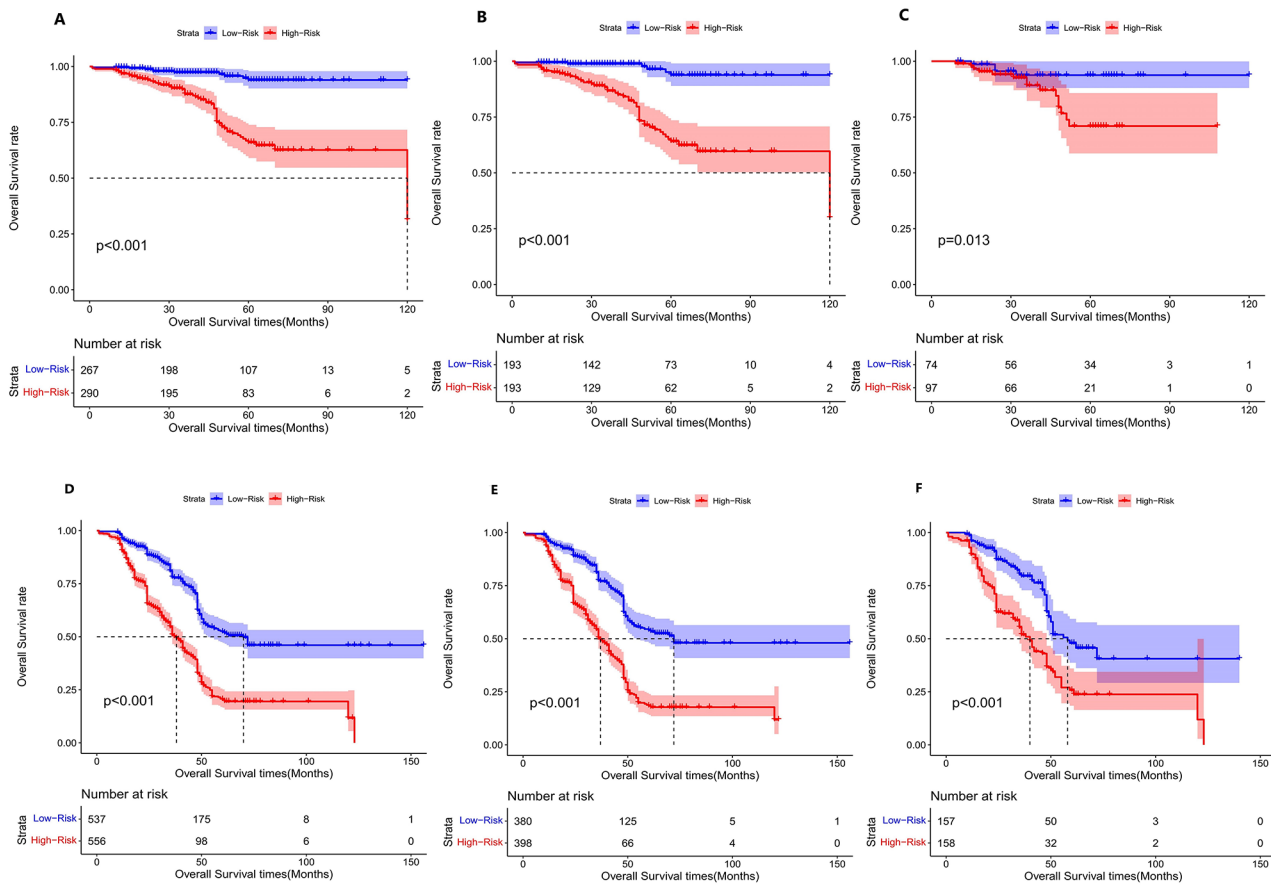 A
Strata Low-Risk High-Risk
1.00
0.75
0.50
0.25
0.00
Overall Survival rate
p<0.001
0 30 60 90 120
Overall Survival times(Months)
Number at risk
Strata
Low-Risk 267 198 107 13 5
High-Risk 290 195 83 6 2
0 30 60 90 120
Overall Survival times(Months)
B
Strata Low-Risk High-Risk
1.00
0.75
0.50
0.25
0.00
Overall Survival rate
p<0.001
0 30 60 90 120
Overall Survival times(Months)
Number at risk
Strata
Low-Risk 193 142 73 10 4
High-Risk 193 129 62 5 2
0 30 60 90 120
Overall Survival times(Months)
C
Strata Low-Risk High-Risk
1.00
0.75
0.50
0.25
0.00
Overall Survival rate
p=0.013
0 30 60 90 120
Overall Survival times(Months)
Number at risk
Strata
Low-Risk 74 56 34 3 1
High-Risk 97 66 21 1 0
0 30 60 90 120
Overall Survival times(Months)
D
Strata Low-Risk High-Risk
1.00
0.75
0.50
0.25
0.00
Overall Survival rate
p<0.001
0 50 100 150
Overall Survival times(Months)
Number at risk
Strata
Low-Risk 537 175 8 1
High-Risk 556 98 6 0
0 50 100 150
Overall Survival times(Months)
E
Strata Low-Risk High-Risk
1.00
0.75
0.50
0.25
0.00
Overall Survival rate
p<0.001
0 50 100 150
Overall Survival times(Months)
Number at risk
Strata
Low-Risk 380 125 5 1
High-Risk 398 66 4 0
0 50 100 150
Overall Survival times(Months)
F
Strata Low-Risk High-Risk
1.00
0.75
0.50
0.25
0.00
Overall Survival rate
p<0.001
0 50 100 150
Overall Survival times(Months)
Number at risk
Strata
Low-Risk 157 50 3 0
High-Risk 158 32 2 0
0 50 100 150
Overall Survival times(Months)